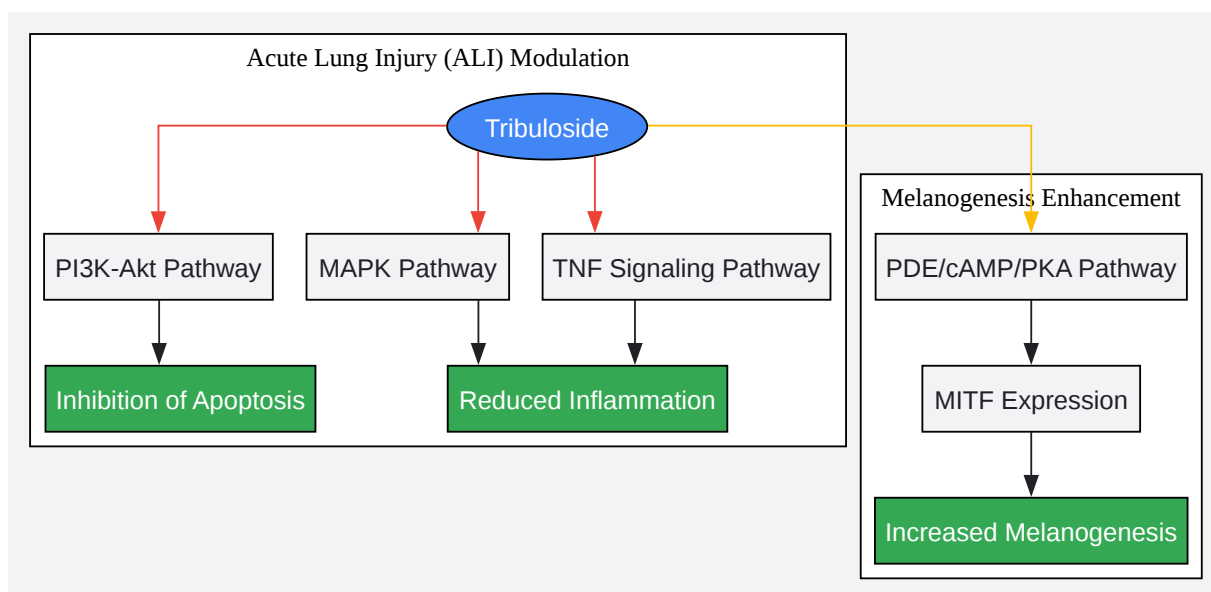 Acute Lung Injury (ALI) Modulation
Tribuloside
Melanogenesis Enhancement
PI3K-Akt Pathway
MAPK Pathway
TNF Signaling Pathway
PDE/cAMP/PKA Pathway
Inhibition of Apoptosis
Reduced Inflammation
MITF Expression
Increased Melanogenesis